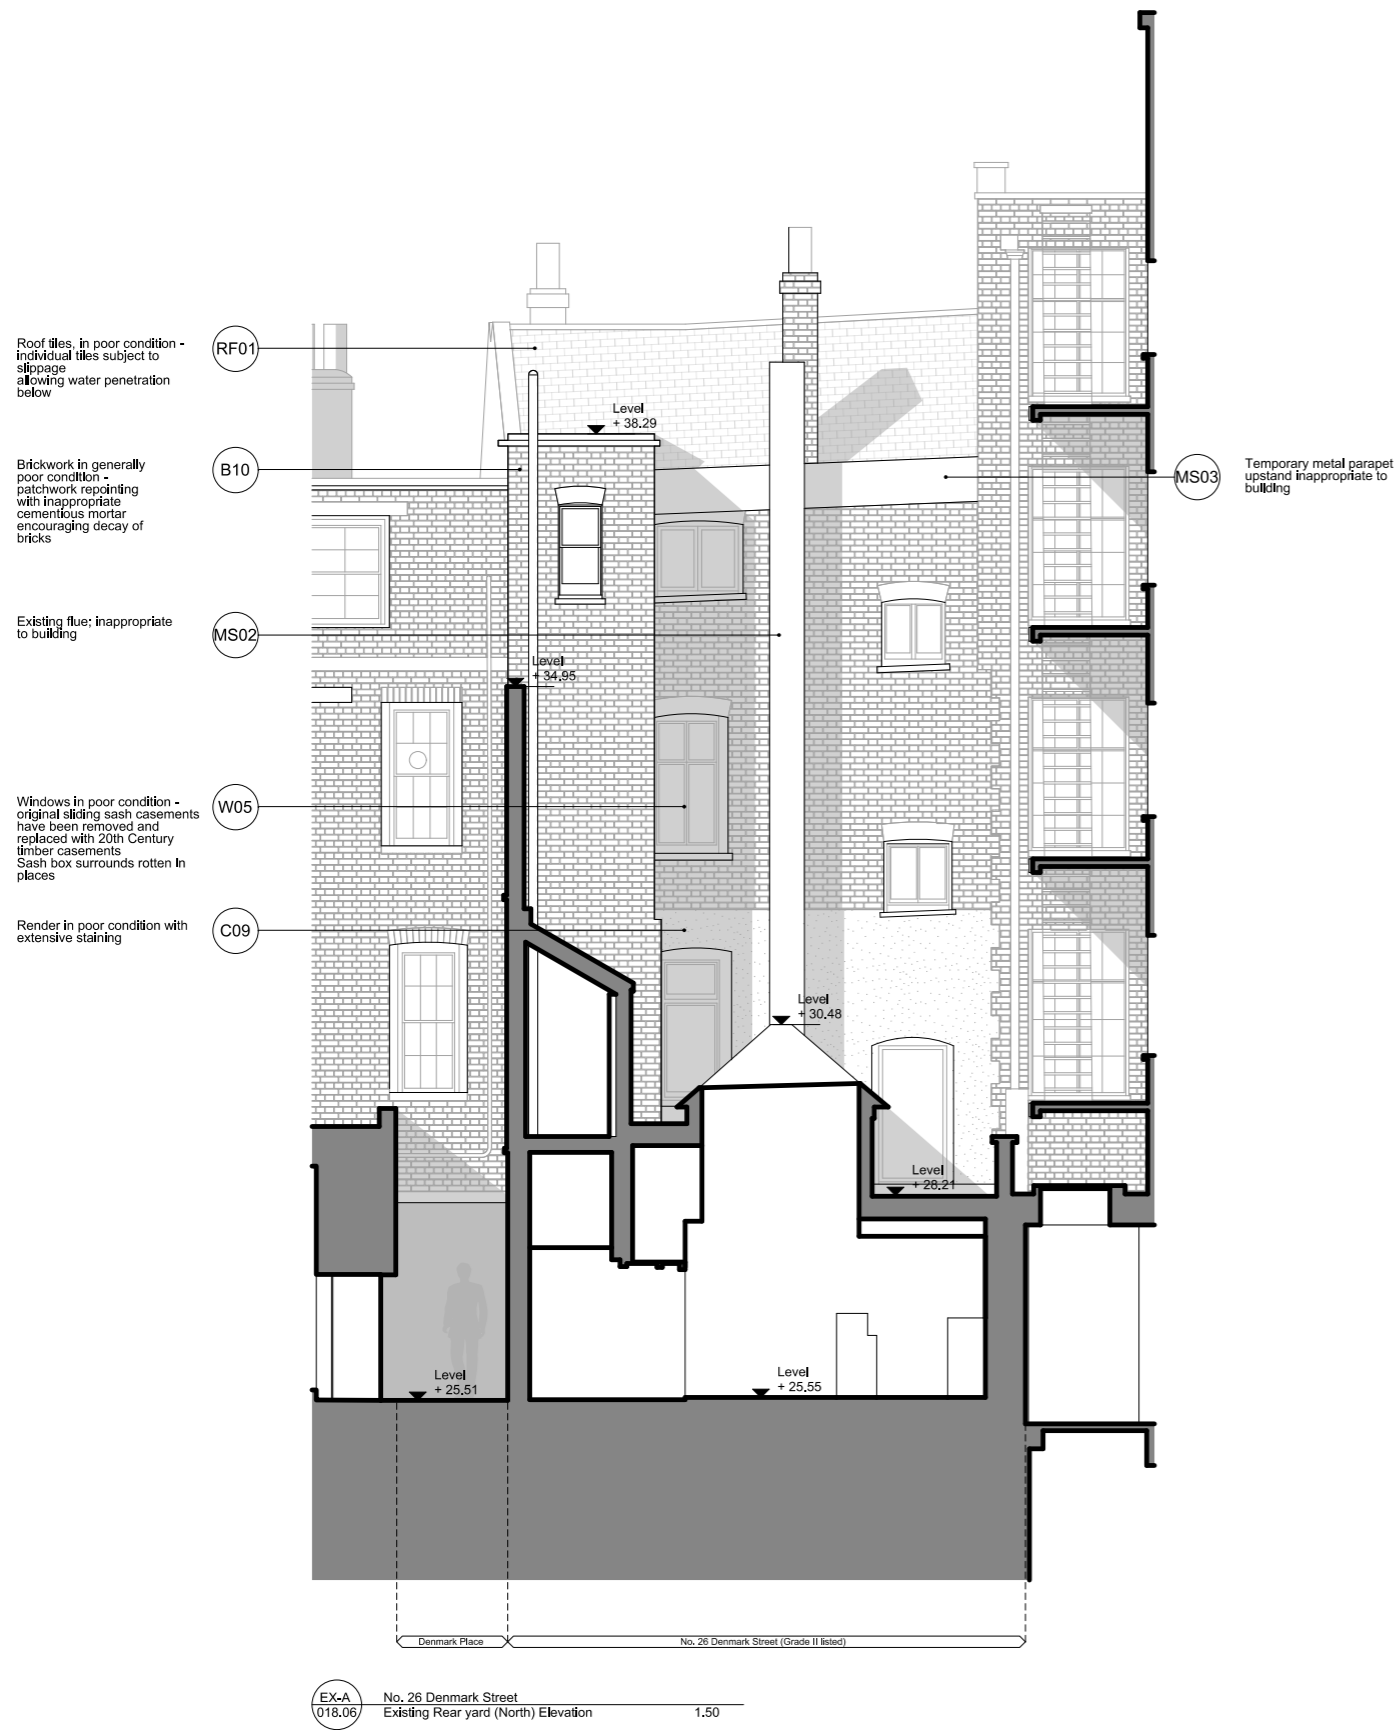 Roof tiles, in poor condition -
individual tiles subject to
slippage
allowing water penetration
below
RF01
Level
+ 38.29
Brickwork in generally
poor condition -
patchwork repointing
with inappropriate
cementious mortar
encouraging decay of
bricks
B10
MS03
Temporary metal parapet
upstand inappropriate to
building
Existing flue; inappropriate
to building
MS02
Level
+ 34.95
Windows in poor condition -
original sliding sash casements
have been removed and
replaced with 20th Century
timber casements
Sash box surrounds rotten in
places
W05
Render in poor condition with
extensive staining
C09
Level
+ 30.48
Level
+ 28.21
Level
+ 25.51
Level
+ 25.55
Denmark Place
No. 26 Denmark Street (Grade II listed)
EX-A
018.06
No. 26 Denmark Street
Existing Rear yard (North) Elevation
1.50